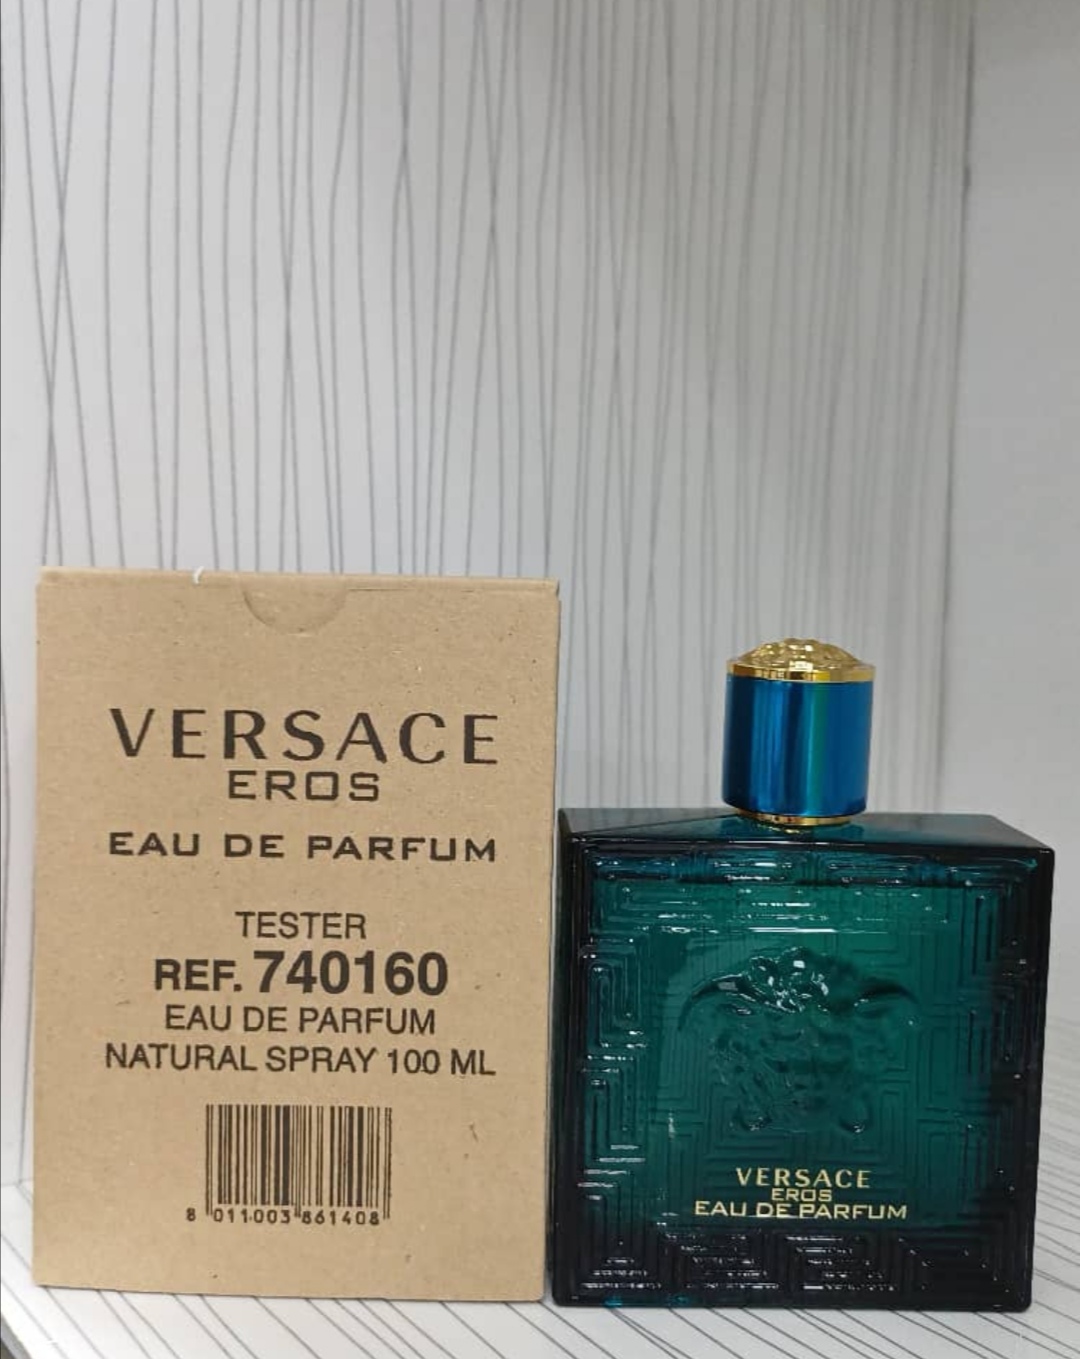 VERSACE
EROS
EAU DE PARFUM
TESTER
REF. 740160
EAU DE PARFUM
NATURAL SPRAY 100 ML
8 011003 861408
VERSACE
EROS
EAU DE PARFUM